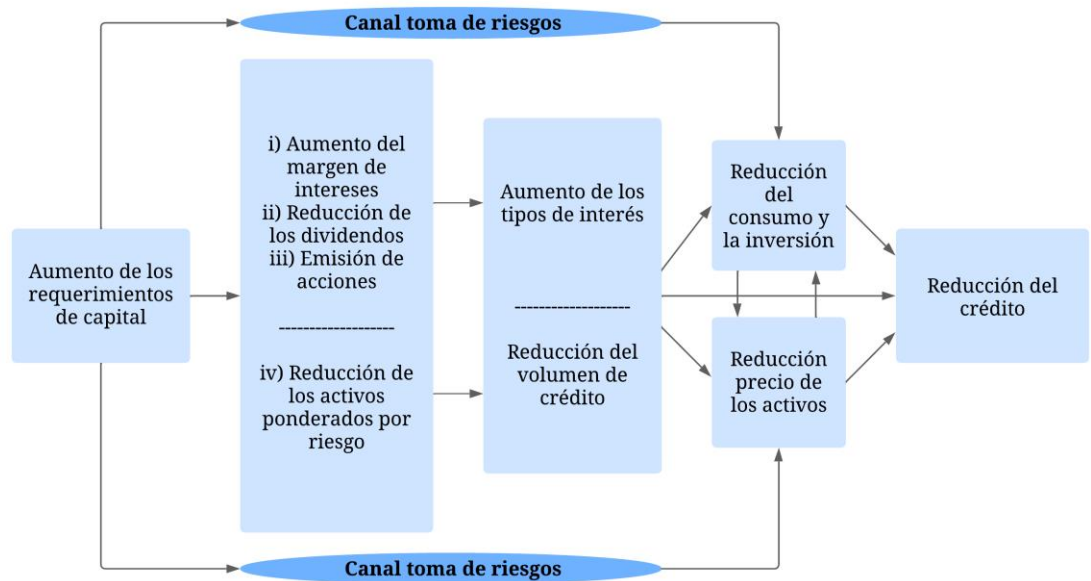 Canal toma de riesgos
Aumento de los
requerimientos
de capital
i) Aumento del
margen de
intereses
ii) Reducción de
los dividendos
iii) Emisión de
acciones
-------------------
iv) Reducción de
los activos
ponderados por
riesgo
Aumento de los
tipos de interés
-------------------
Reducción del
volumen de
crédito
Reducción
del
consumo y
la inversión
Reducción
precio de
los activos
Reducción del
crédito
Canal toma de riesgos